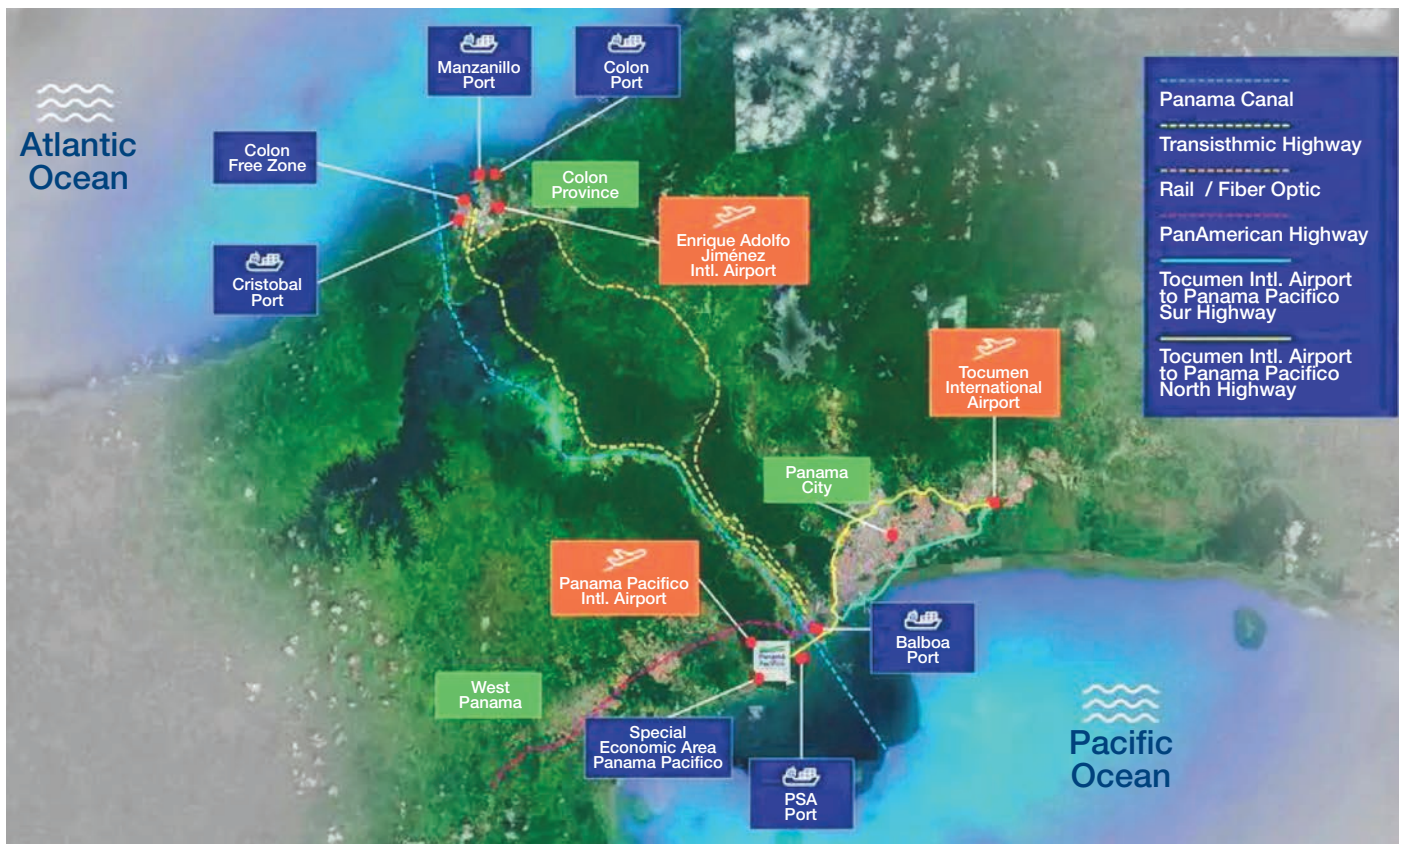 Manzanillo
Port
Colon
Port
Atlantic
Ocean
Colon
Free Zone
Colon
Province
Cristobal
Port
Enrique Adolfo
Jiménez
Intl. Airport
Panama Canal
Transisthmic Highway
Rail / Fiber Optic
PanAmerican Highway
Tocumen Intl. Airport
to Panama Pacifico
Sur Highway
Tocumen Intl. Airport
to Panama Pacifico
North Highway
Tocumen
International
Airport
Panama
City
Panama Pacifico
Intl. Airport
Balboa
Port
Panamá
Pacífico
West
Panama
Special
Economic Area
Panama Pacifico
PSA
Port
Pacific
Ocean